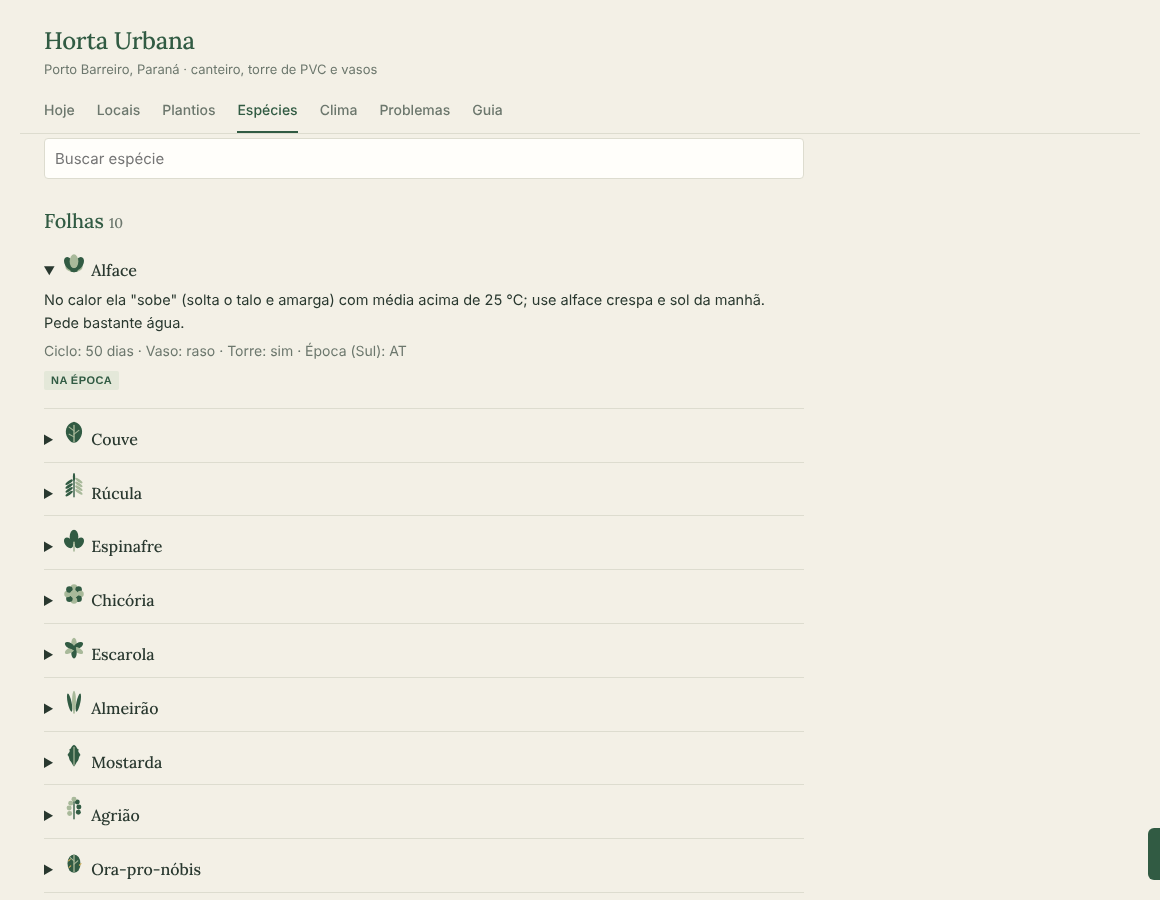 Horta Urbana
Porto Barreiro, Paraná · canteiro, torre de PVC e vasos
Hoje Locais Plantios Espécies Clima Problemas Guia
Buscar espécie
Folhas 10
Alface
No calor ela "sobe" (solta o talo e amarga) com média acima de 25 °C; use alface crespa e sol da manhã.
Pede bastante água.
Ciclo: 50 dias · Vaso: raso · Torre: sim · Época (Sul): AT
NA ÉPOCA
Couve
Rúcula
Espinafre
Chicória
Escarola
Almeirão
Mostarda
Agrião
Ora-pro-nóbis